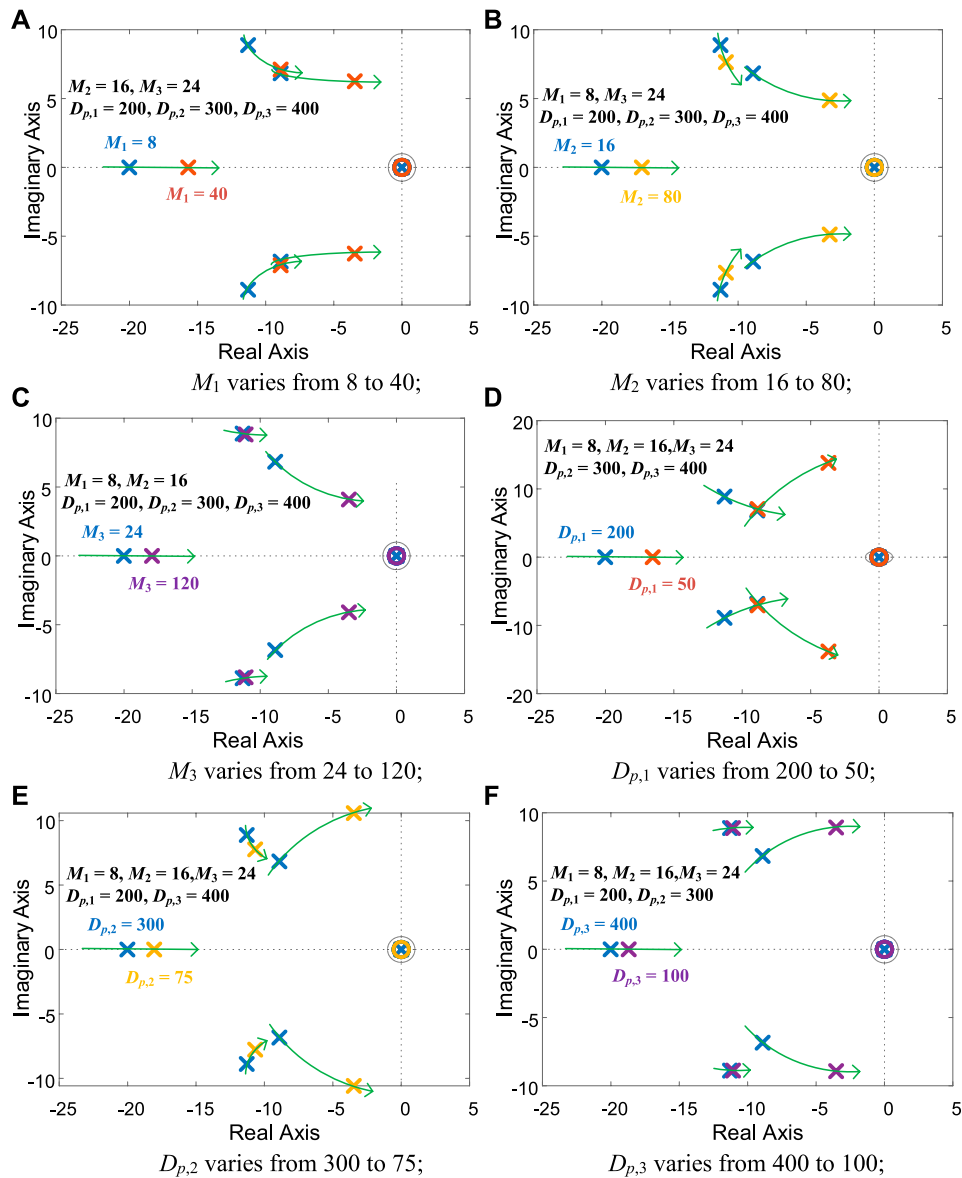 A
10
5
0
-5
-10
Imaginary Axis
M2 = 16, M3 = 24
Dp,1 = 200, Dp,2 = 300, Dp,3 = 400
M1 = 8
M1 = 40
-25 -20 -15 -10 -5 0 5
Real Axis
M1 varies from 8 to 40;
B
10
5
0
-5
-10
Imaginary Axis
M1 = 8, M3 = 24
Dp,1 = 200, Dp,2 = 300, Dp,3 = 400
M2 = 16
M2 = 80
-25 -20 -15 -10 -5 0 5
Real Axis
M2 varies from 16 to 80;
C
10
5
0
-5
-10
Imaginary Axis
M1 = 8, M2 = 16
Dp,1 = 200, Dp,2 = 300, Dp,3 = 400
M3 = 24
M3 = 120
-25 -20 -15 -10 -5 0 5
Real Axis
M3 varies from 24 to 120;
D
20
10
0
-10
20
Imaginary Axis
M1 = 8, M2 = 16,M3 = 24
Dp,2 = 300, Dp,3 = 400
Dp,1 = 200
Dp,1 = 50
-25 -20 -15 -10 -5 0 5
Real Axis
Dp,1 varies from 200 to 50;
E
10
5
0
-5
-10
Imaginary Axis
M1 = 8, M2 = 16,M3 = 24
Dp,1 = 200, Dp,3 = 400
Dp,2 = 300
Dp,2 = 75
-25 -20 -15 -10 -5 0 5
Real Axis
Dp,2 varies from 300 to 75;
F
10
5
0
-5
-10
Imaginary Axis
M1 = 8, M2 = 16,M3 = 24
Dp,1 = 200, Dp,2 = 300
Dp,3 = 400
Dp,3 = 100
-25 -20 -15 -10 -5 0 5
Real Axis
Dp,3 varies from 400 to 100;